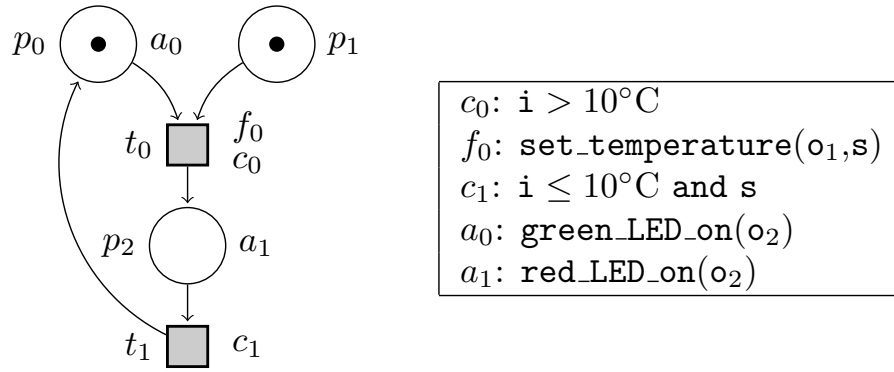 p₀ a₀ p₁
t₀ f₀
c₀
p₂ a₁
t₁ c₁
c₀: i > 10°C
f₀: set_temperature(o₁,s)
c₁: i ≤ 10°C and s
a₀: green_LED_on(o₂)
a₁: red_LED_on(o₂)